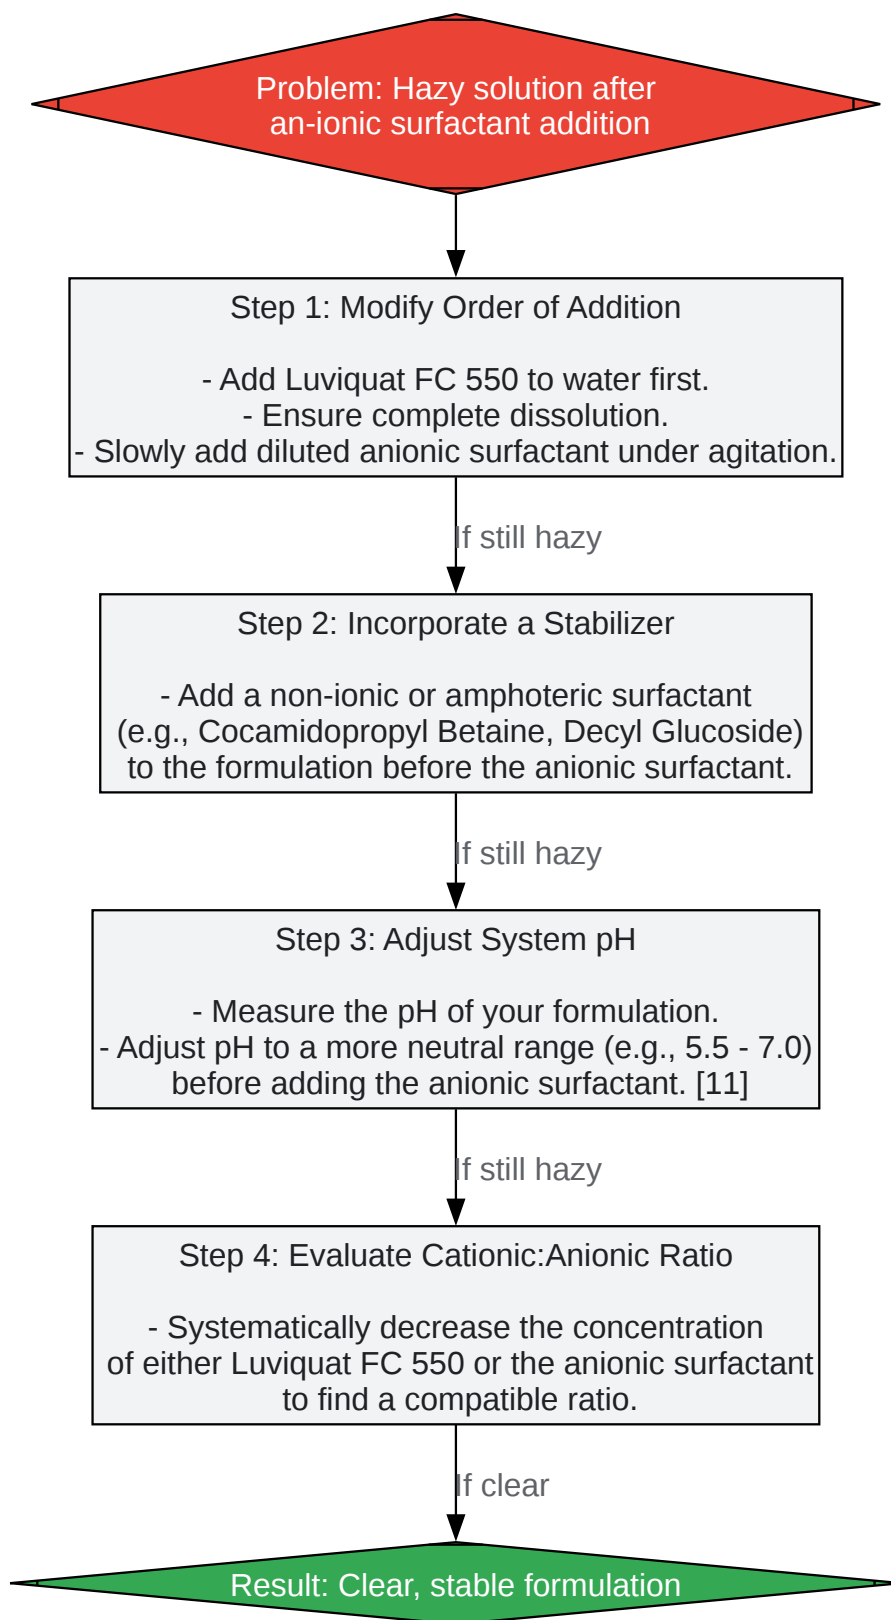 Problem: Hazy solution after
an-ionic surfactant addition
Step 1: Modify Order of Addition
- Add Luviquat FC 550 to water first.
- Ensure complete dissolution.
- Slowly add diluted anionic surfactant under agitation.
If still hazy
Step 2: Incorporate a Stabilizer
- Add a non-ionic or amphoteric surfactant
(e.g., Cocamidopropyl Betaine, Decyl Glucoside)
to the formulation before the anionic surfactant.
If still hazy
Step 3: Adjust System pH
- Measure the pH of your formulation.
- Adjust pH to a more neutral range (e.g., 5.5 - 7.0)
before adding the anionic surfactant. [11]
If still hazy
Step 4: Evaluate Cationic:Anionic Ratio
- Systematically decrease the concentration
of either Luviquat FC 550 or the anionic surfactant
to find a compatible ratio.
If clear
Result: Clear, stable formulation